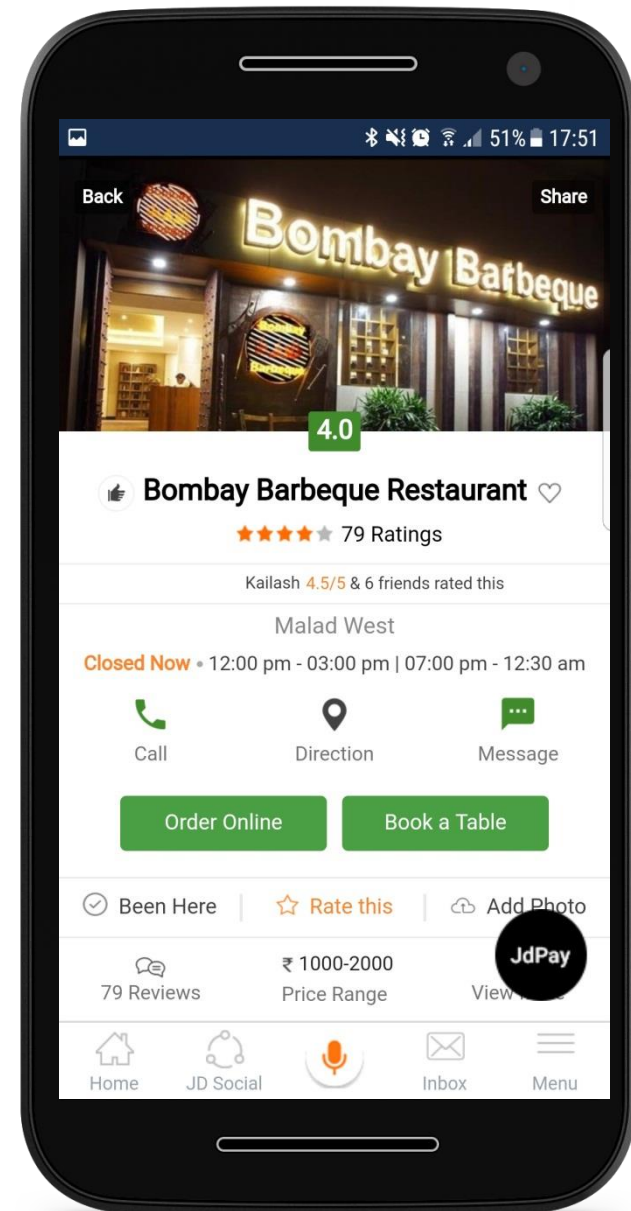 51% 17:51
Back Share
Bombay Barbeque
Bombay
Barbeque
4.0
Bombay Barbeque Restaurant
79 Ratings
Kailash 4.5/5 & 6 friends rated this
Malad West
Closed Now • 12:00 pm - 03:00 pm | 07:00 pm - 12:30 am
Call Direction Message
Order Online Book a Table
Been Here Rate this Add Photo
JdPay
₹ 1000-2000
79 Reviews Price Range View
Home JD Social Inbox Menu